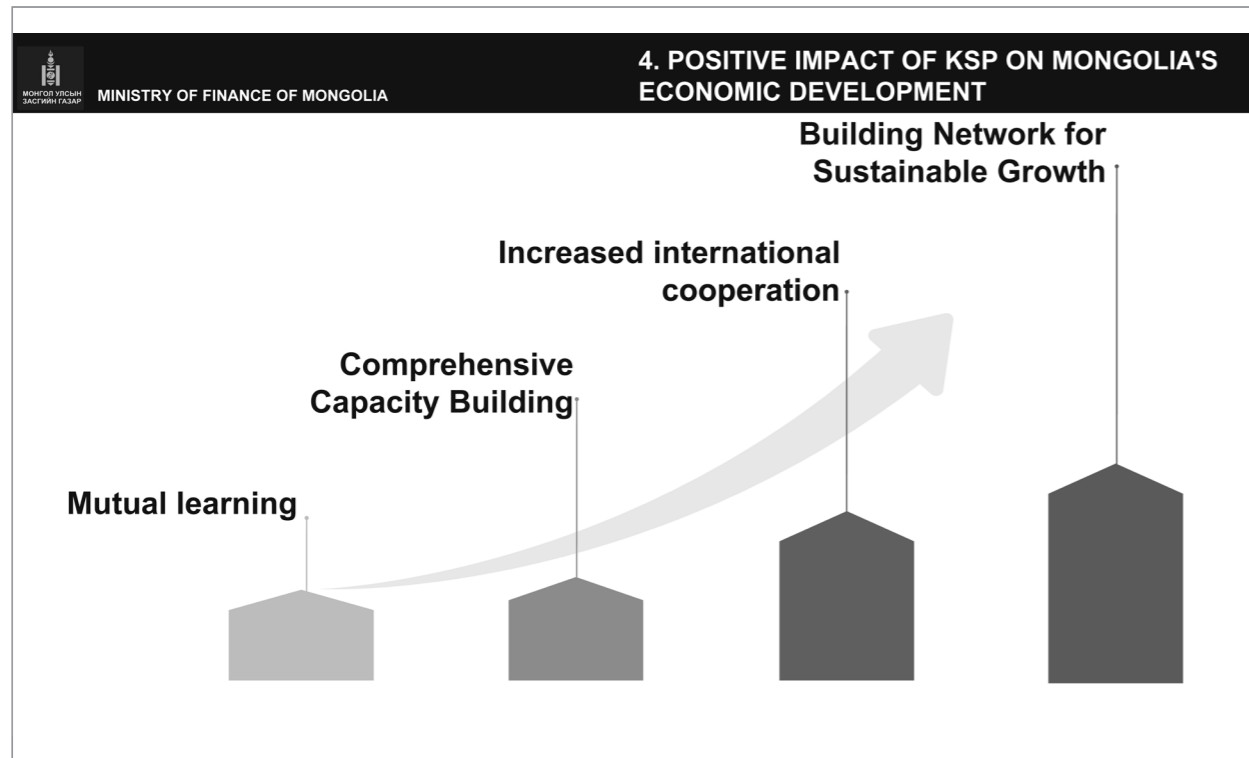 МОНГОЛ УЛСЫН
ЗАСГИЙН ГАЗАР
MINISTRY OF FINANCE OF MONGOLIA
4. POSITIVE IMPACT OF KSP ON MONGOLIA'S
ECONOMIC DEVELOPMENT
Building Network for
Sustainable Growth
Increased international
cooperation
Comprehensive
Capacity Building
Mutual learning